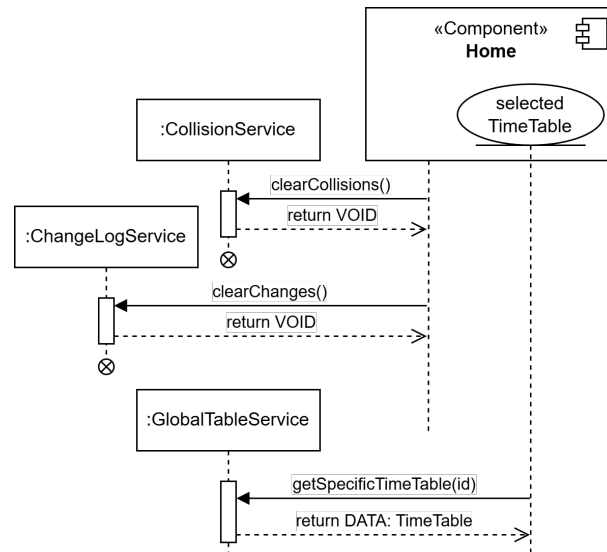 «Component»
Home
selected
TimeTable
:CollisionService
clearCollisions()
return VOID
:ChangeLogService
clearChanges()
return VOID
:GlobalTableService
getSpecificTimeTable(id)
return DATA: TimeTable